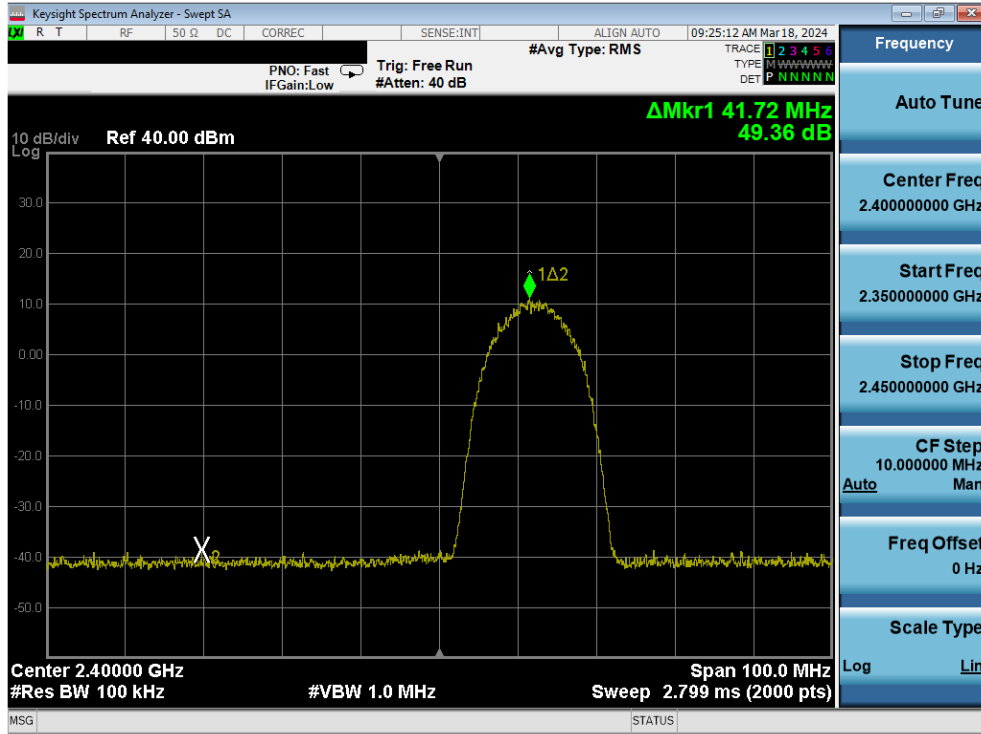 Keysight Spectrum Analyzer - Swept SA
LXI R T RF 50 Ω DC CORREC SENSE:INT ALIGN AUTO 09:25:12 AM Mar 18, 2024
#Avg Type: RMS TRACE 1 2 3 4 5 6
PNO: Fast Trig: Free Run TYPE M WWWWW
IFGain:Low #Atten: 40 dB DET P N N N N N
ΔMkr1 41.72 MHz
49.36 dB
10 dB/div Ref 40.00 dBm
Log
30.0
20.0
1Δ2
10.0
0.00
-10.0
-20.0
-30.0
-40.0
X2
-50.0
Center 2.40000 GHz Span 100.0 MHz
#Res BW 100 kHz #VBW 1.0 MHz Sweep 2.799 ms (2000 pts)
MSG STATUS
Frequency
Auto Tune
Center Freq
2.400000000 GHz
Start Freq
2.350000000 GHz
Stop Freq
2.450000000 GHz
CF Step
10.000000 MHz
Auto Man
Freq Offset
0 Hz
Scale Type
Log Lin